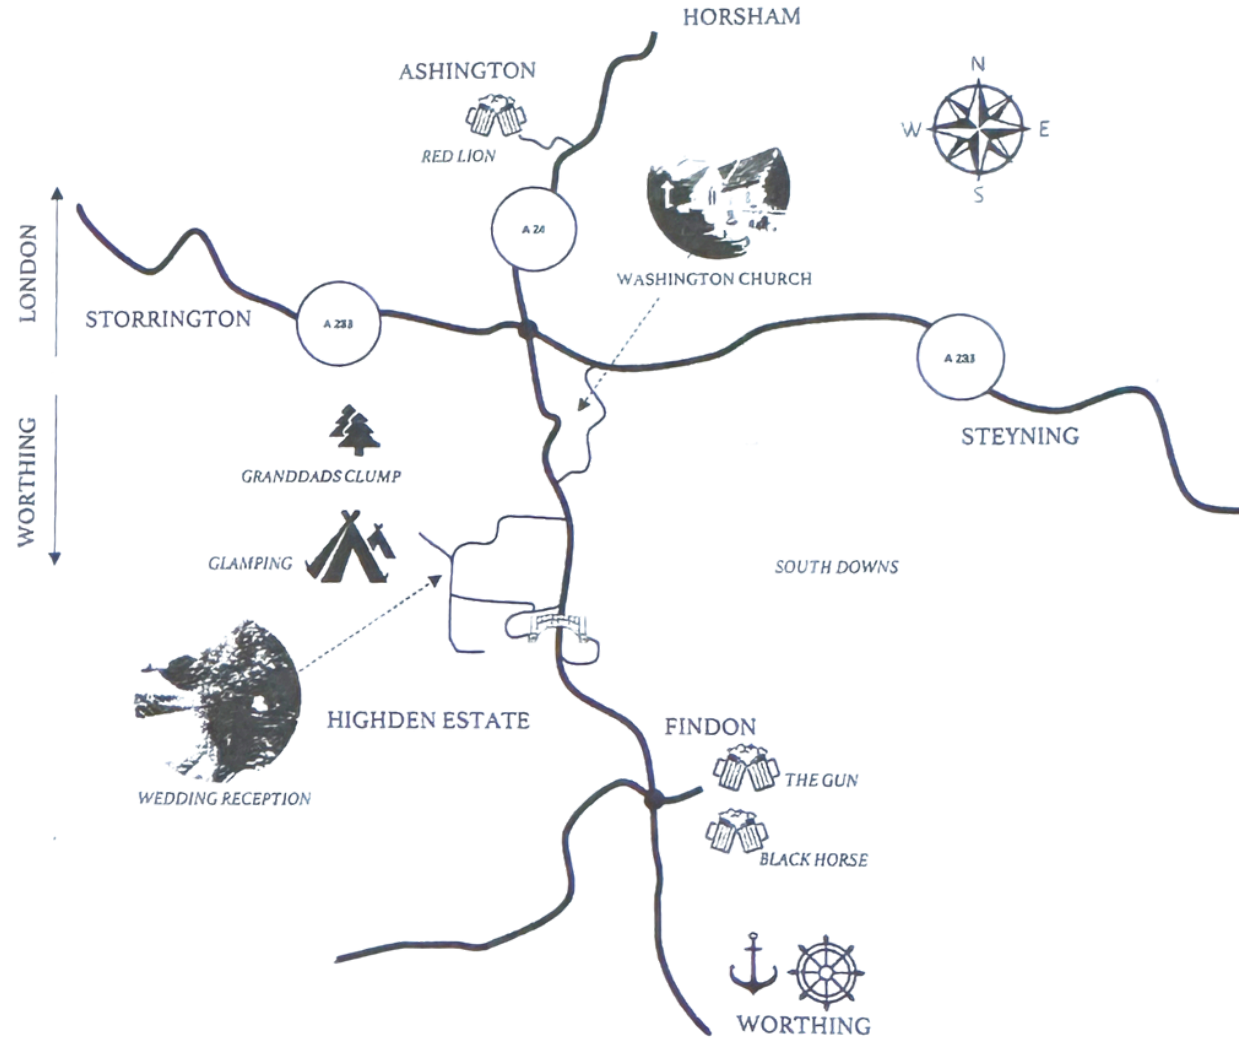 HORSHAM
ASHINGTON
RED LION
N
W
E
S
A 24
WASHINGTON CHURCH
LONDON
STORRINGTON
A 283
A 283
STEYNING
WORTHING
GRANDDADS CLUMP
GLAMPING
SOUTH DOWNS
HIGHDEN ESTATE
WEDDING RECEPTION
FINDON
THE GUN
BLACK HORSE
WORTHING